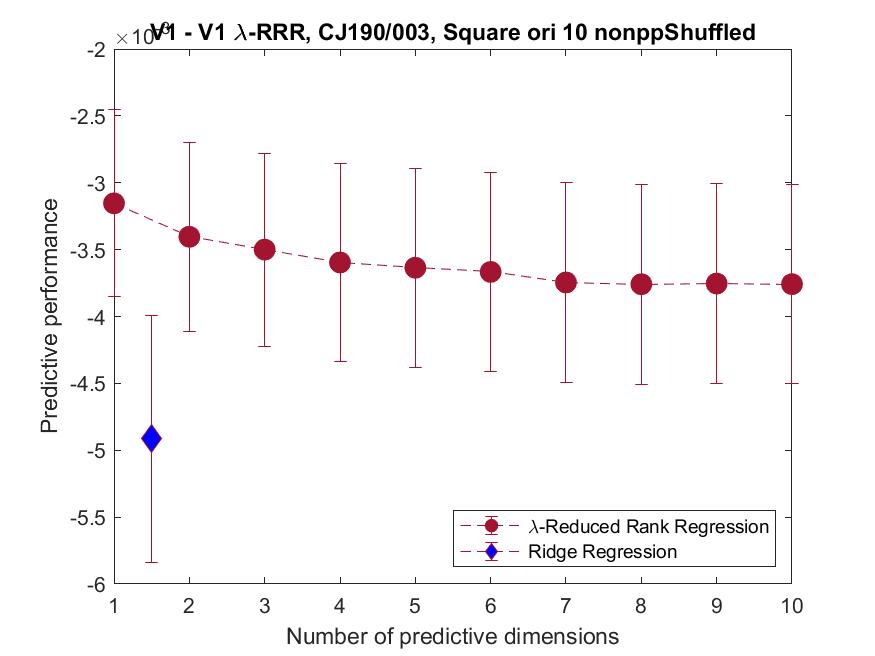 V1 - V1 λ-RRR, CJ190/003, Square ori 10 nonppShuffled
×10⁻³
-2
-2.5
-3
-3.5
-4
-4.5
-5
-5.5
-6
Predictive performance
λ-Reduced Rank Regression
Ridge Regression
1 2 3 4 5 6 7 8 9 10
Number of predictive dimensions